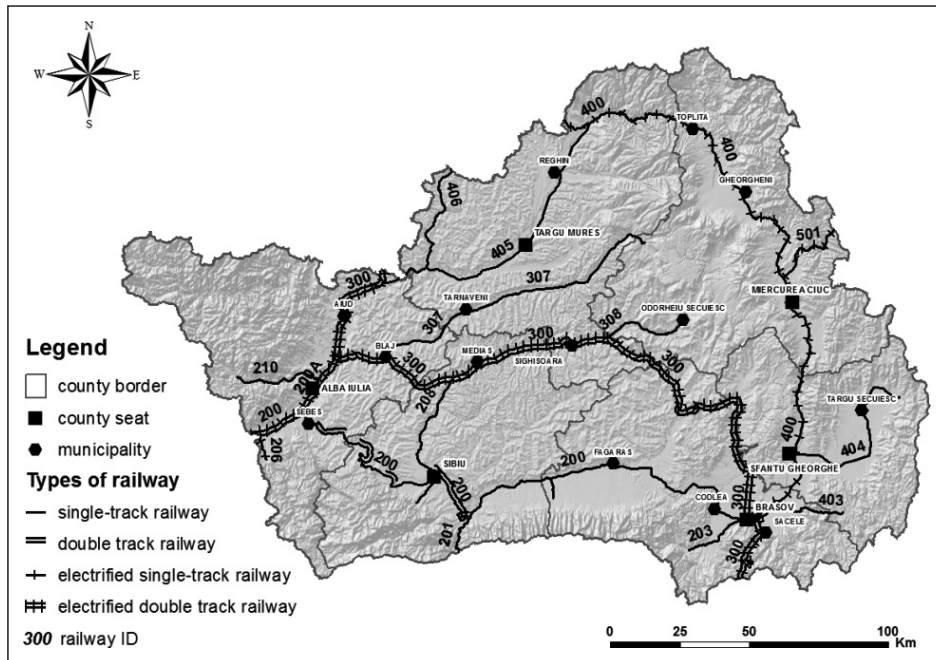 N
W
E
S
400
TOPLITA
400
REGHIN
GHEORGHENI
406
501
TARGU MURES
405
307
300
MIERCUREA CIUC
TARNAVENI
ODORHEIU SECUIESC
AIUD
307
308
300
BLAJ
MEDIAS
SIGHISOARA
300
300
210
208
200A
ALBA IULIA
TARGU SECUIESC
200
SEBES
400
206
404
200
SIBIU
200
FAGARAS
SFANTU GHEORGHE
200
CODLEA
300
403
BRASOV
201
203
SACELE
300
Legend
county border
county seat
municipality
Types of railway
single-track railway
double track railway
electrified single-track railway
electrified double track railway
300 railway ID
0 25 50 100
Km